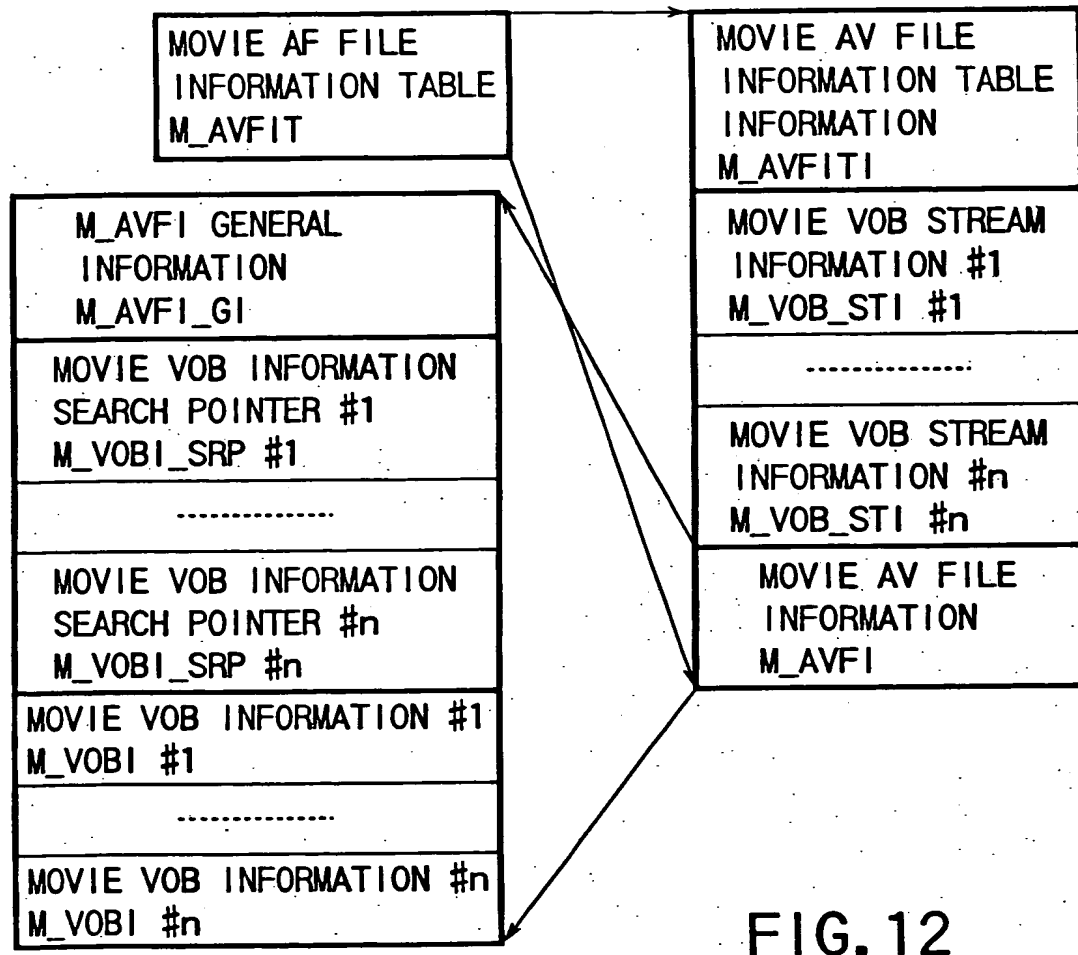 MOVIE AF FILE
INFORMATION TABLE
M_AVFIT
MOVIE AV FILE
INFORMATION TABLE
INFORMATION
M_AVFITI
MOVIE VOB STREAM
INFORMATION #1
M_VOB_STI #1
MOVIE VOB STREAM
INFORMATION #n
M_VOB_STI #n
MOVIE AV FILE
INFORMATION
M_AVFI
M_AVFI GENERAL
INFORMATION
M_AVFI_GI
MOVIE VOB INFORMATION
SEARCH POINTER #1
M_VOBI_SRP #1
MOVIE VOB INFORMATION
SEARCH POINTER #n
M_VOBI_SRP #n
MOVIE VOB INFORMATION #1
M_VOBI #1
MOVIE VOB INFORMATION #n
M_VOBI #n
FIG.12